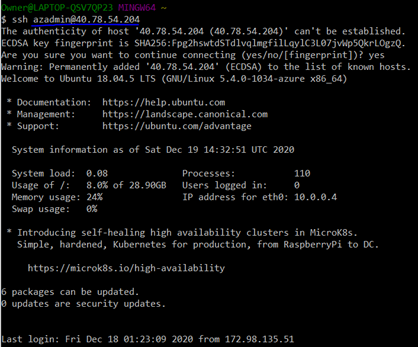 Owner@LAPTOP-QSV7QP23 MINGW64 ~
$ ssh azadmin@40.78.54.204
The authenticity of host '40.78.54.204 (40.78.54.204)' can't be established.
ECDSA key fingerprint is SHA256:Fpg2hswtdSTdlvqlmgfilLqylC3L07jvWp5QkrLOgzQ.
Are you sure you want to continue connecting (yes/no/[fingerprint])? yes
Warning: Permanently added '40.78.54.204' (ECDSA) to the list of known hosts.
Welcome to Ubuntu 18.04.5 LTS (GNU/Linux 5.4.0-1034-azure x86_64)
* Documentation: https://help.ubuntu.com
* Management: https://landscape.canonical.com
* Support: https://ubuntu.com/advantage
System information as of Sat Dec 19 14:32:51 UTC 2020
System load: 0.08 Processes: 110
Usage of /: 8.0% of 28.90GB Users logged in: 0
Memory usage: 24% IP address for eth0: 10.0.0.4
Swap usage: 0%
* Introducing self-healing high availability clusters in MicroK8s.
Simple, hardened, Kubernetes for production, from RaspberryPi to DC.
https://microk8s.io/high-availability
6 packages can be updated.
0 updates are security updates.
Last login: Fri Dec 18 01:23:09 2020 from 172.98.135.51